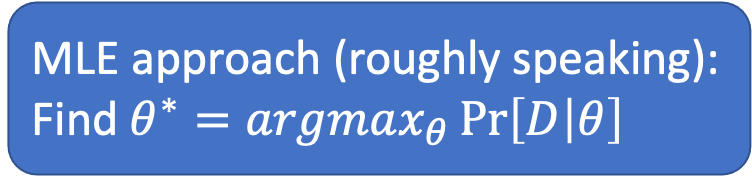 MLE approach (roughly speaking):
Find θ* = argmax_θ Pr[D|θ]